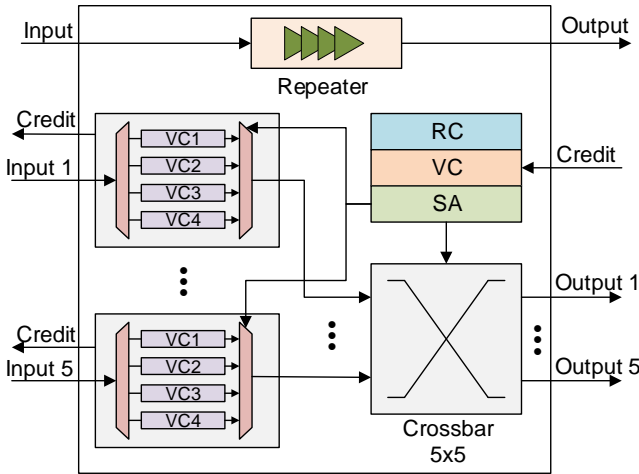 Input
Output
Repeater
Credit
Input 1
VC1
VC2
VC3
VC4
RC
VC
SA
Credit
Output 1
Output 5
Credit
Input 5
VC1
VC2
VC3
VC4
Crossbar
5x5